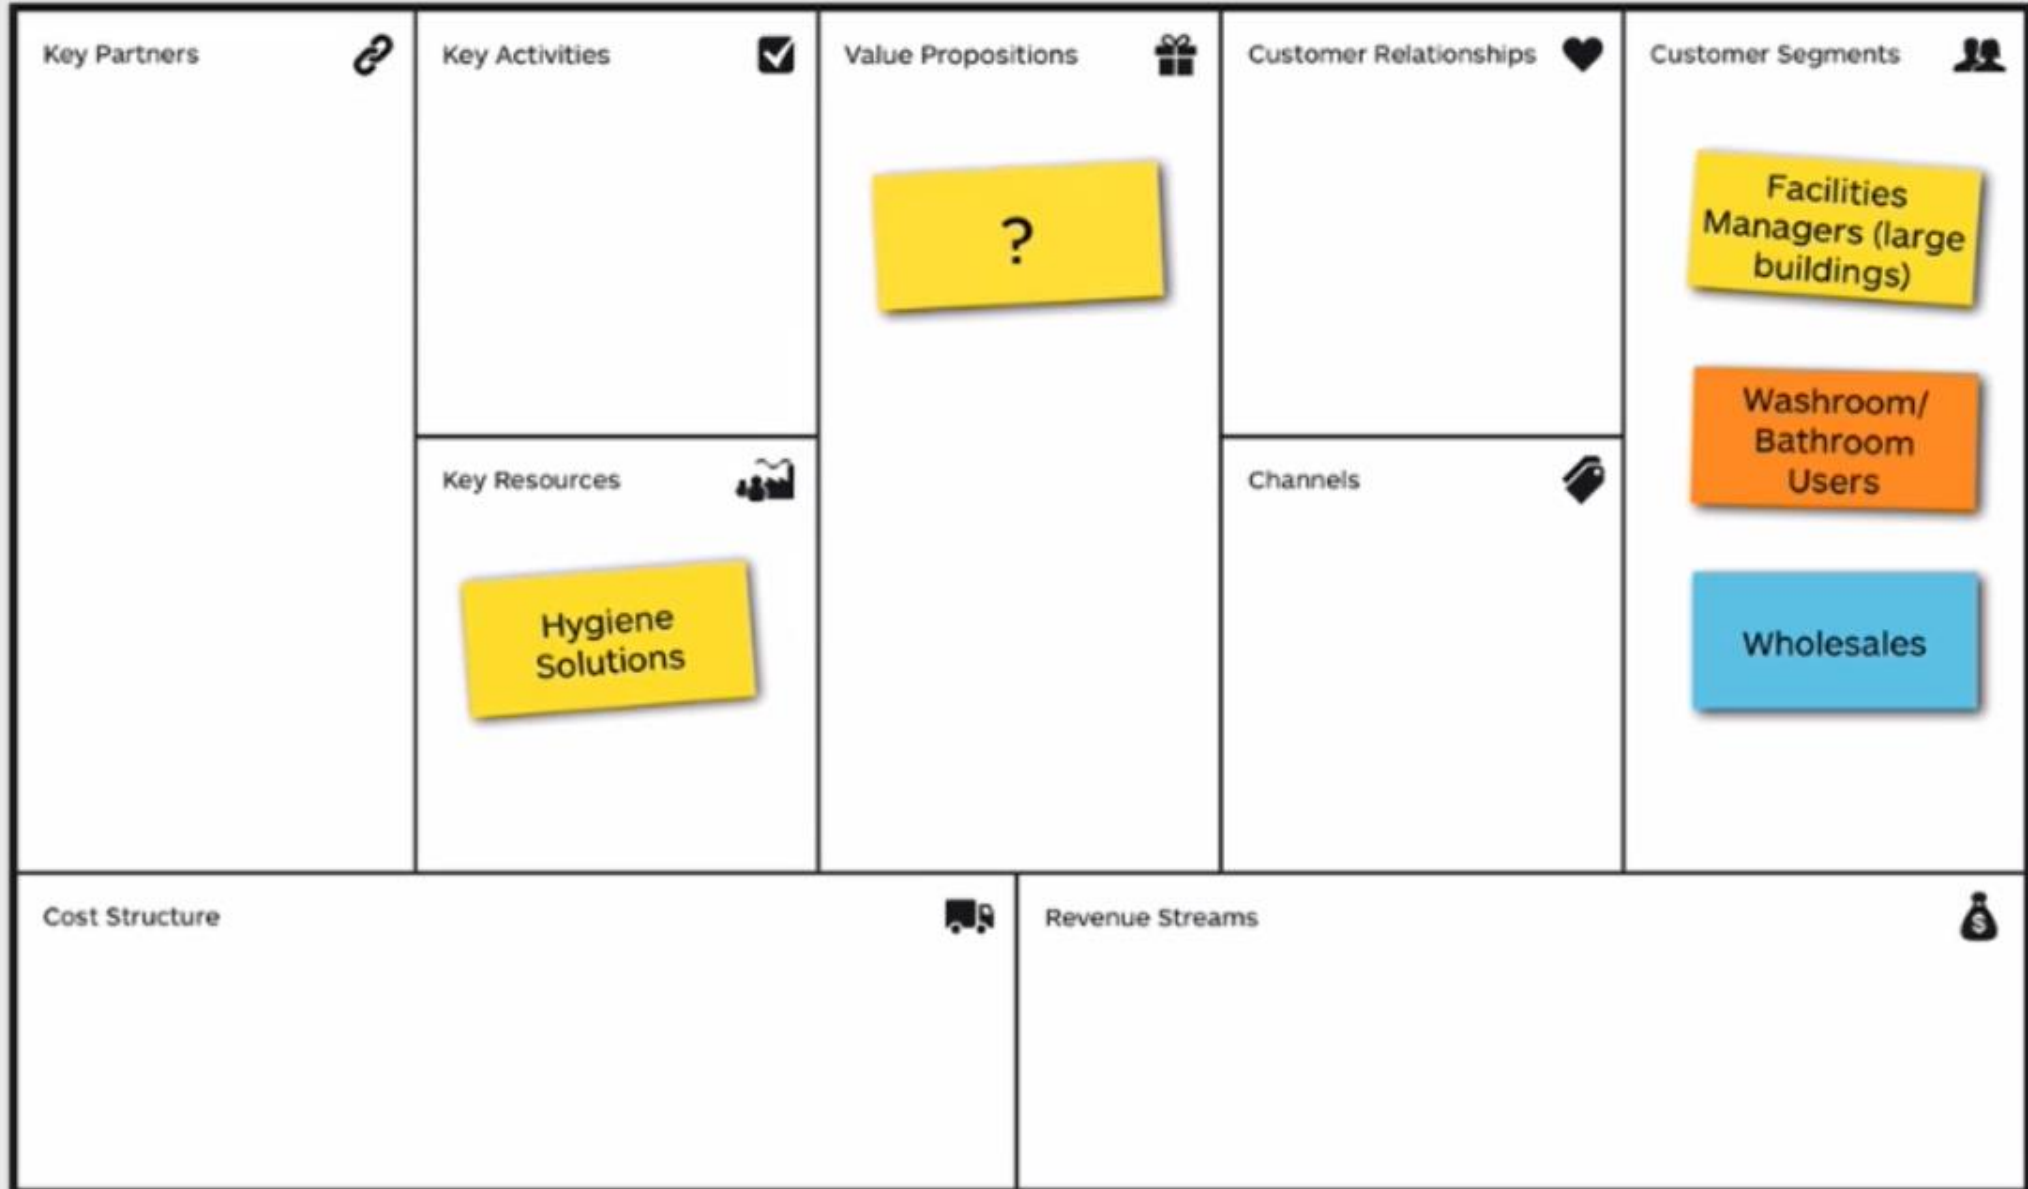 Key Partners
Key Activities
Value Propositions
Customer Relationships
Customer Segments
?
Facilities
Managers (large
buildings)
Washroom/
Bathroom
Users
Key Resources
Channels
Hygiene
Solutions
Wholesales
Cost Structure
Revenue Streams
$